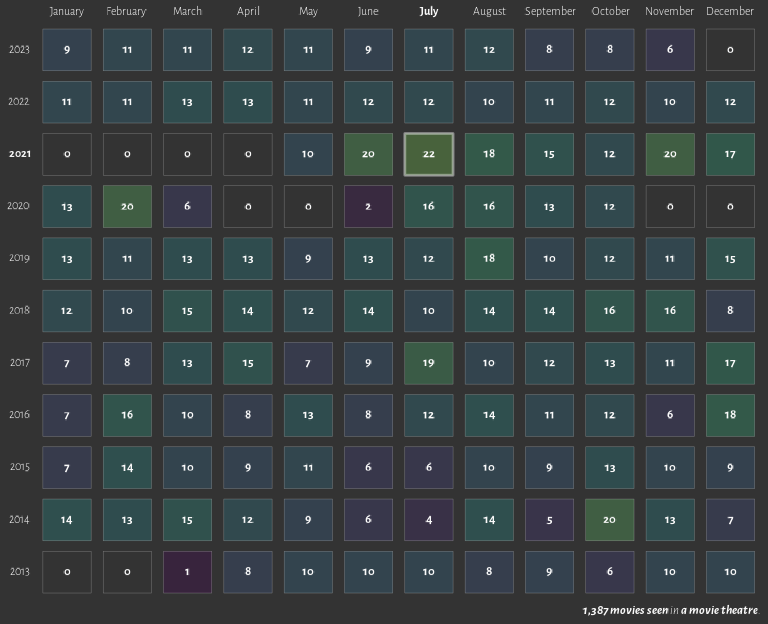 January February March April May June July August September October November December
2023 9 11 11 12 11 9 11 12 8 8 6 0
2022 11 11 13 13 11 12 12 10 11 12 10 12
2021 0 0 0 0 10 20 22 18 15 12 20 17
2020 13 20 6 0 0 2 16 16 13 12 0 0
2019 13 11 13 13 9 13 12 18 10 12 11 15
2018 12 10 15 14 12 14 10 14 14 16 16 8
2017 7 8 13 15 7 9 19 10 12 13 11 17
2016 7 16 10 8 13 8 12 14 11 12 6 18
2015 7 14 10 9 11 6 6 10 9 13 10 9
2014 14 13 15 12 9 6 4 14 5 20 13 7
2013 0 0 1 8 10 10 10 8 9 6 10 10
1,387 movies seen in a movie theatre.